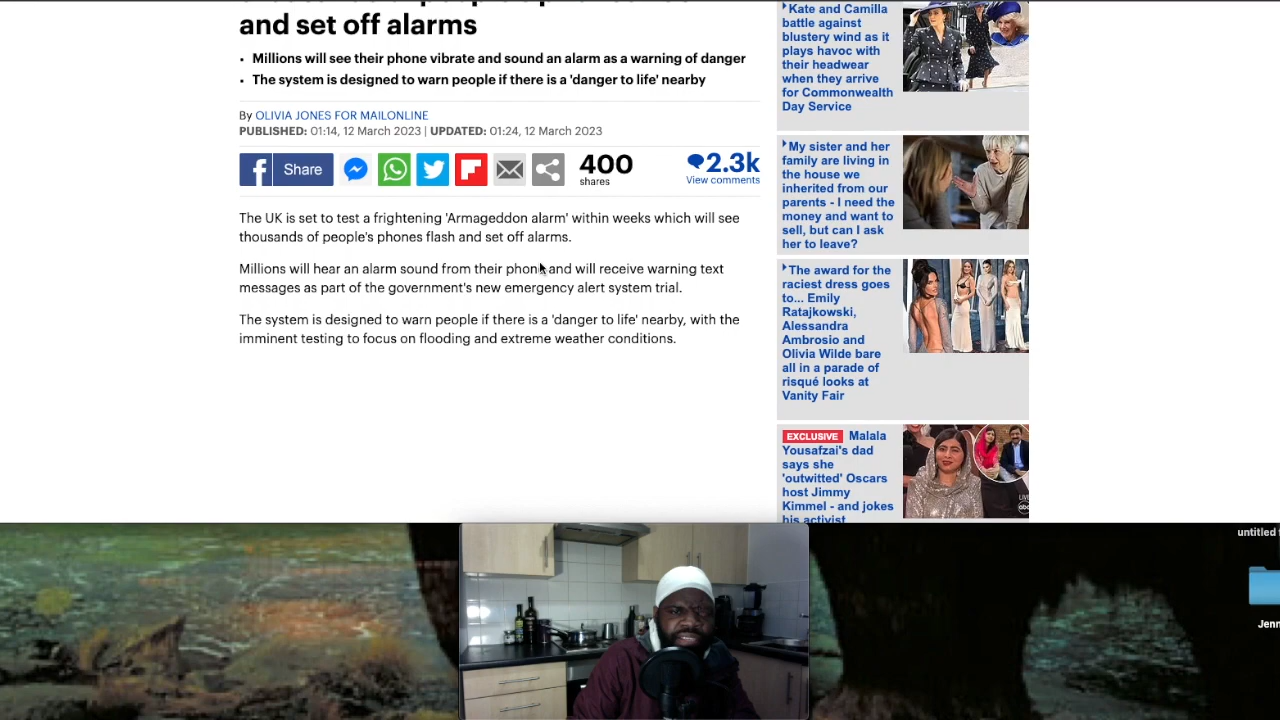 and set off alarms
• Millions will see their phone vibrate and sound an alarm as a warning of danger
• The system is designed to warn people if there is a 'danger to life' nearby
By OLIVIA JONES FOR MAILONLINE
PUBLISHED: 01:14, 12 March 2023 | UPDATED: 01:24, 12 March 2023
Share
400
shares
2.3k
View comments
The UK is set to test a frightening 'Armageddon alarm' within weeks which will see
thousands of people's phones flash and set off alarms.
Millions will hear an alarm sound from their phone and will receive warning text
messages as part of the government's new emergency alert system trial.
The system is designed to warn people if there is a 'danger to life' nearby, with the
imminent testing to focus on flooding and extreme weather conditions.
Kate and Camilla
battle against
blustery wind as it
plays havoc with
their headwear
when they arrive
for Commonwealth
Day Service
My sister and her
family are living in
the house we
inherited from our
parents - I need the
money and want to
sell, but can I ask
her to leave?
The award for the
raciest dress goes
to... Emily
Ratajkowski,
Alessandra
Ambrosio and
Olivia Wilde bare
all in a parade of
risqué looks at
Vanity Fair
EXCLUSIVE Malala
Yousafzai's dad
says she
'outwitted' Oscars
host Jimmy
Kimmel - and jokes
his activist
untitled f
Jenn